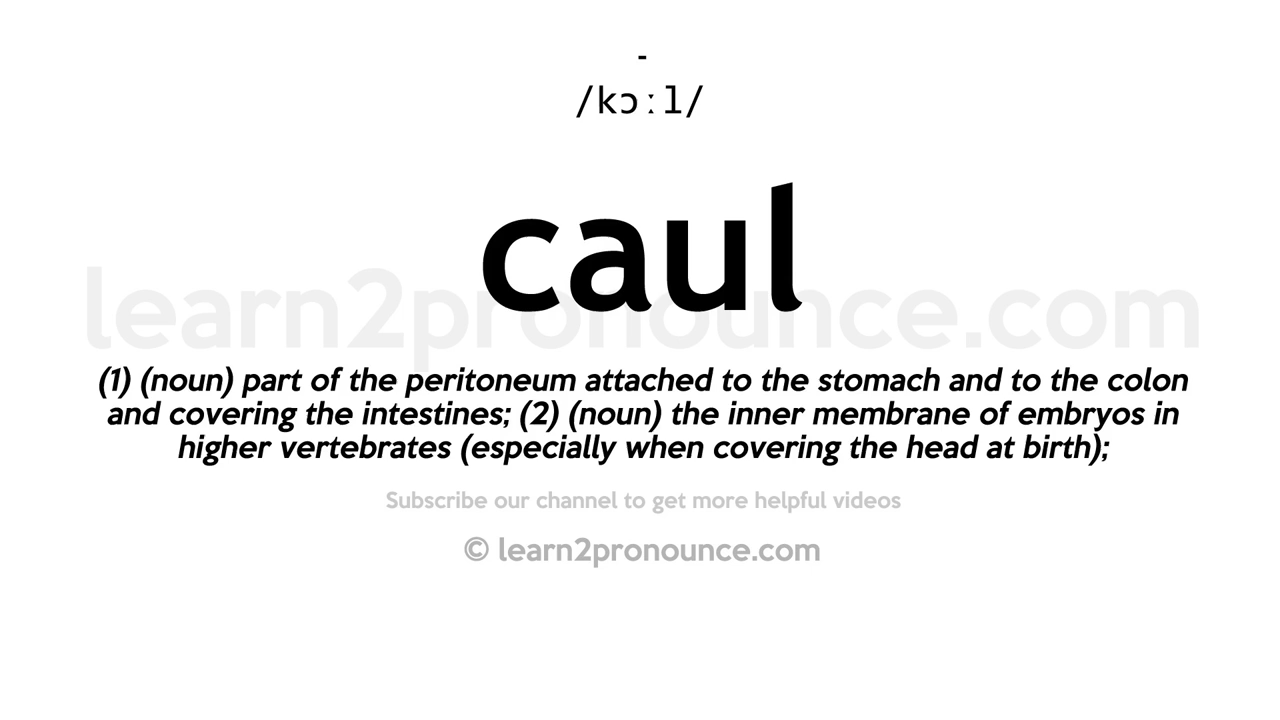 -
/kɔːl/
caul
learn2pronounce.com
(1) (noun) part of the peritoneum attached to the stomach and to the colon
and covering the intestines; (2) (noun) the inner membrane of embryos in
higher vertebrates (especially when covering the head at birth);
Subscribe our channel to get more helpful videos
© learn2pronounce.com